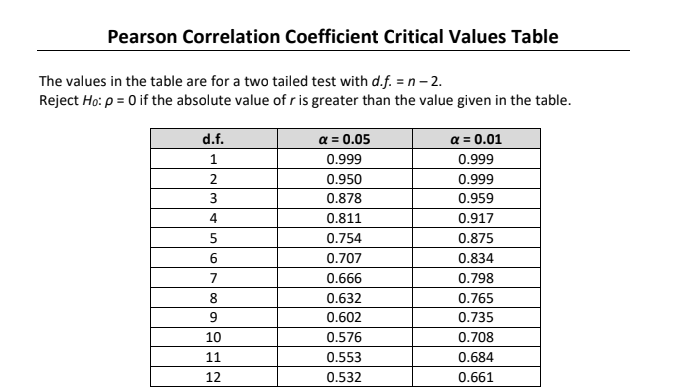 Pearson Correlation Coefficient Critical Values Table
The values in the table are for a two tailed test with d.f. = n – 2.
Reject H0: ρ = 0 if the absolute value of r is greater than the value given in the table.
d.f. α = 0.05 α = 0.01
1 0.999 0.999
2 0.950 0.999
3 0.878 0.959
4 0.811 0.917
5 0.754 0.875
6 0.707 0.834
7 0.666 0.798
8 0.632 0.765
9 0.602 0.735
10 0.576 0.708
11 0.553 0.684
12 0.532 0.661